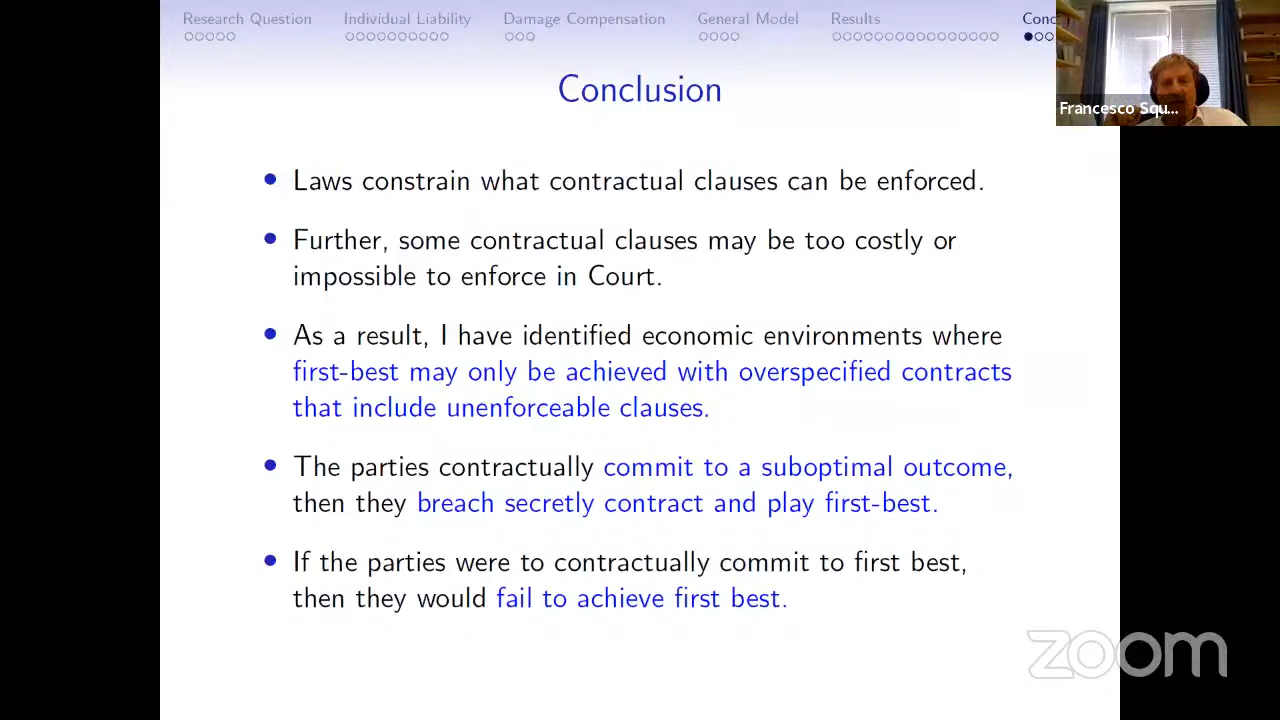 Research Question Individual Liability Damage Compensation General Model Results Conc
Francesco Squ...
Conclusion
• Laws constrain what contractual clauses can be enforced.
• Further, some contractual clauses may be too costly or
impossible to enforce in Court.
• As a result, I have identified economic environments where
first-best may only be achieved with overspecified contracts
that include unenforceable clauses.
• The parties contractually commit to a suboptimal outcome,
then they breach secretly contract and play first-best.
• If the parties were to contractually commit to first best,
then they would fail to achieve first best.
zoom